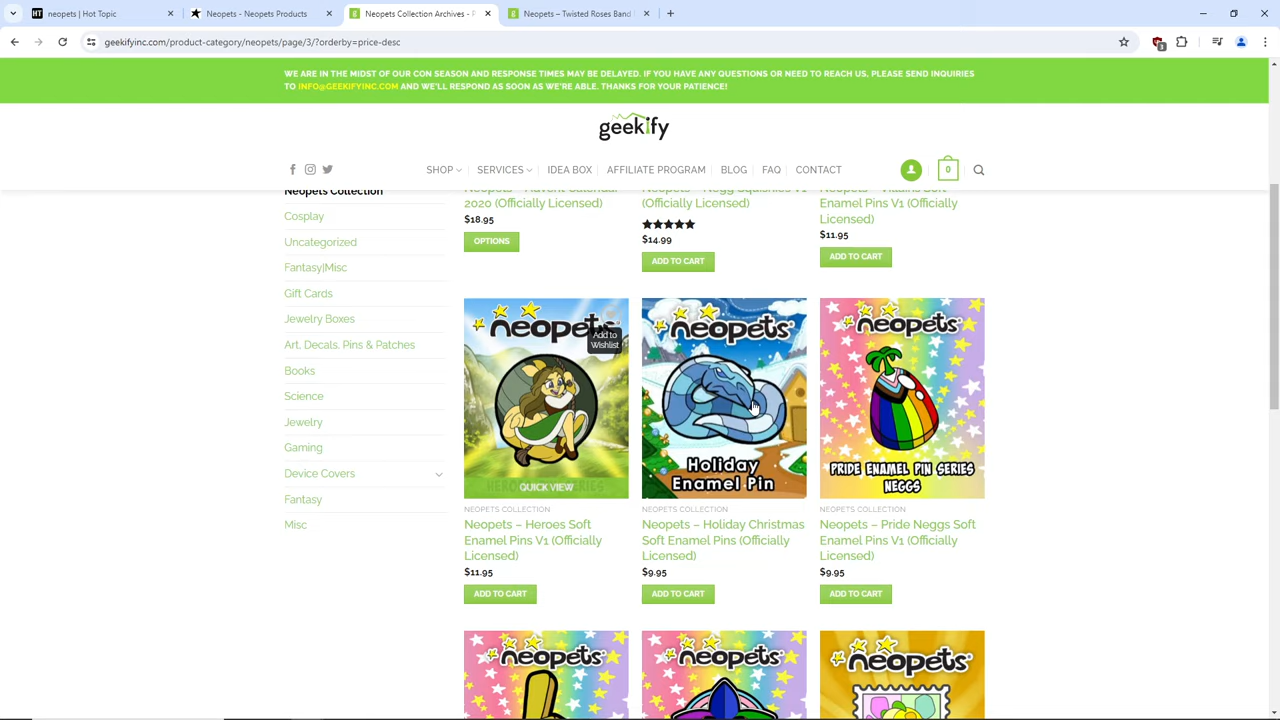 neopets | Hot Topic
Neopets - Neopets Products
Neopets Collection Archives - P
Neopets – Twisted Roses Band
geekifyinc.com/product-category/neopets/page/3/?orderby=price-desc
3
WE ARE IN THE MIDST OF OUR CON SEASON AND RESPONSE TIMES MAY BE DELAYED. IF YOU HAVE ANY QUESTIONS OR NEED TO REACH US, PLEASE SEND INQUIRIES
TO INFO@GEEKIFYINC.COM AND WE'LL RESPOND AS SOON AS WE'RE ABLE. THANKS FOR YOUR PATIENCE!
geekify
SHOP
SERVICES
IDEA BOX
AFFILIATE PROGRAM
BLOG
FAQ
CONTACT
0
Neopets Collection
Cosplay
Uncategorized
Fantasy|Misc
Gift Cards
Jewelry Boxes
Art, Decals, Pins & Patches
Books
Science
Jewelry
Gaming
Device Covers
Fantasy
Misc
Neopets – Advent Calendar
2020 (Officially Licensed)
$18.95
OPTIONS
Neopets – Negg Squishies V1
(Officially Licensed)
$14.99
ADD TO CART
Neopets – Villains Soft
Enamel Pins V1 (Officially
Licensed)
$11.95
ADD TO CART
neopets
Add to
Wishlist
QUICK VIEW
NEOPETS COLLECTION
Neopets – Heroes Soft
Enamel Pins V1 (Officially
Licensed)
$11.95
ADD TO CART
neopets
Holiday
Enamel Pin
NEOPETS COLLECTION
Neopets – Holiday Christmas
Soft Enamel Pins (Officially
Licensed)
$9.95
ADD TO CART
neopets
PRIDE ENAMEL PIN SERIES
NEGGS
NEOPETS COLLECTION
Neopets – Pride Neggs Soft
Enamel Pins V1 (Officially
Licensed)
$9.95
ADD TO CART
neopets
neopets
neopets